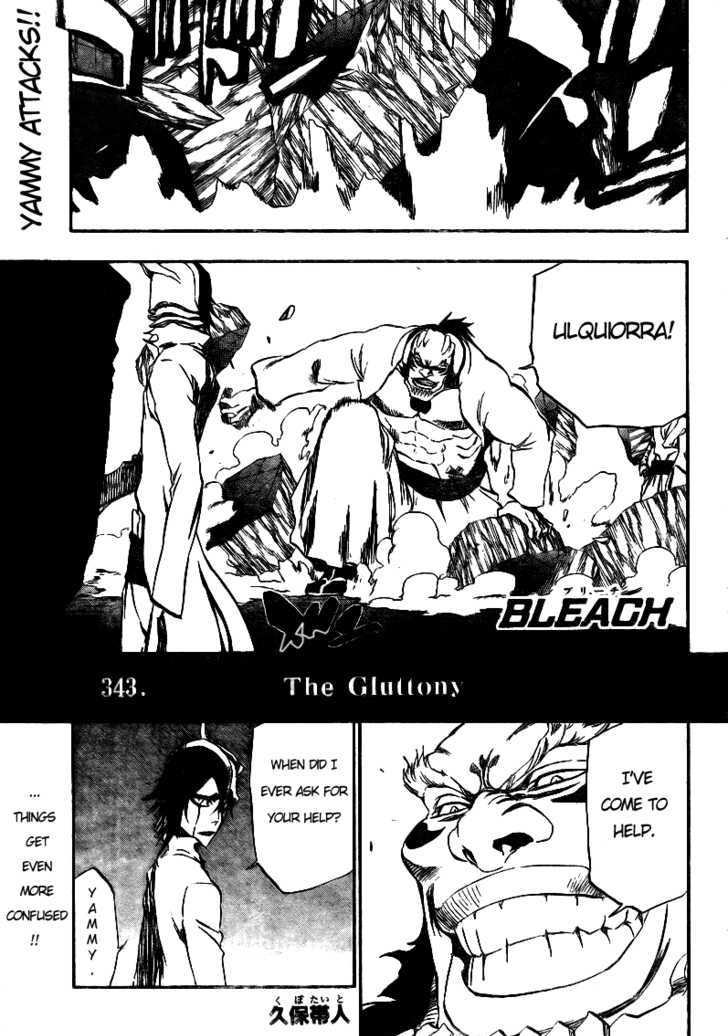 YAMMY ATTACKS!!
ULQUIORRA!
ブリーチ
BLEACH
343. The Gluttony
I'VE
COME TO
HELP.
WHEN DID I
EVER ASK FOR
YOUR HELP?
YAMMY.
...
THINGS
GET
EVEN
MORE
CONFUSED
!!
くぼたいと
久保帯人